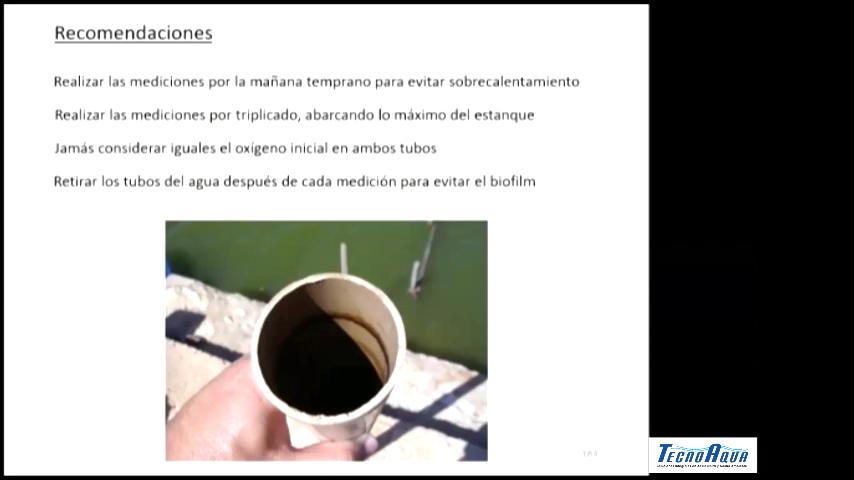 Recomendaciones
Realizar las mediciones por la mañana temprano para evitar sobrecalentamiento
Realizar las mediciones por triplicado, abarcando lo máximo del estanque
Jamás considerar iguales el oxígeno inicial en ambos tubos
Retirar los tubos del agua después de cada medición para evitar el biofilm
TECNOAQUA